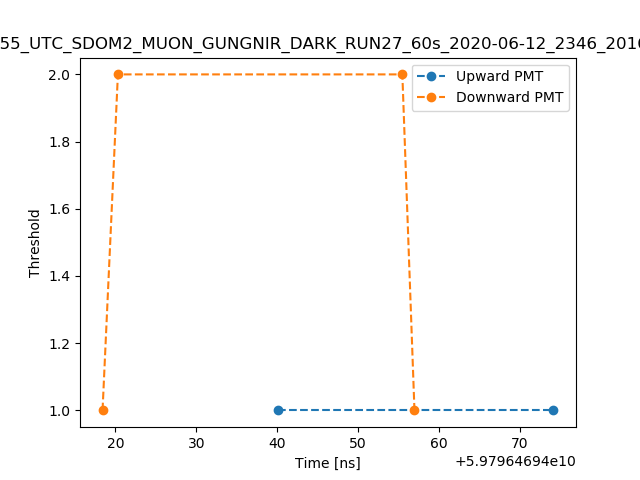 55_UTC_SDOM2_MUON_GUNGNIR_DARK_RUN27_60s_2020-06-12_2346_2016
Upward PMT
Downward PMT
2.0
1.8
1.6
1.4
1.2
1.0
Threshold
20 30 40 50 60 70
Time [ns]
+5.97964694e10